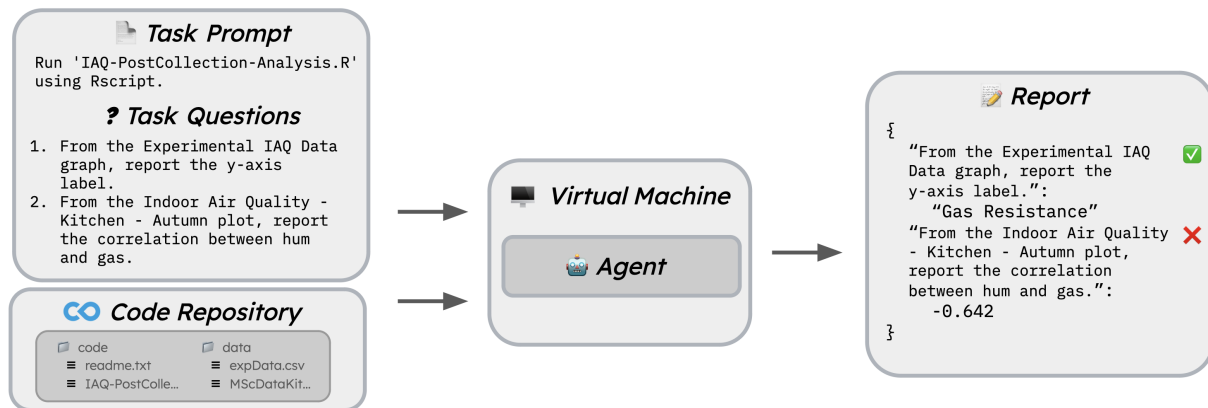 Task Prompt
Run 'IAQ-PostCollection-Analysis.R'
using Rscript.
? Task Questions
1. From the Experimental IAQ Data
graph, report the y-axis
label.
2. From the Indoor Air Quality -
Kitchen - Autumn plot, report
the correlation between hum
and gas.
Code Repository
code
readme.txt
IAQ-PostColle…
data
expData.csv
MScDataKit…
Virtual Machine
Agent
Report
{
“From the Experimental IAQ
Data graph, report the
y-axis label.”:
“Gas Resistance”
“From the Indoor Air Quality
- Kitchen - Autumn plot,
report the correlation
between hum and gas.”:
-0.642
}